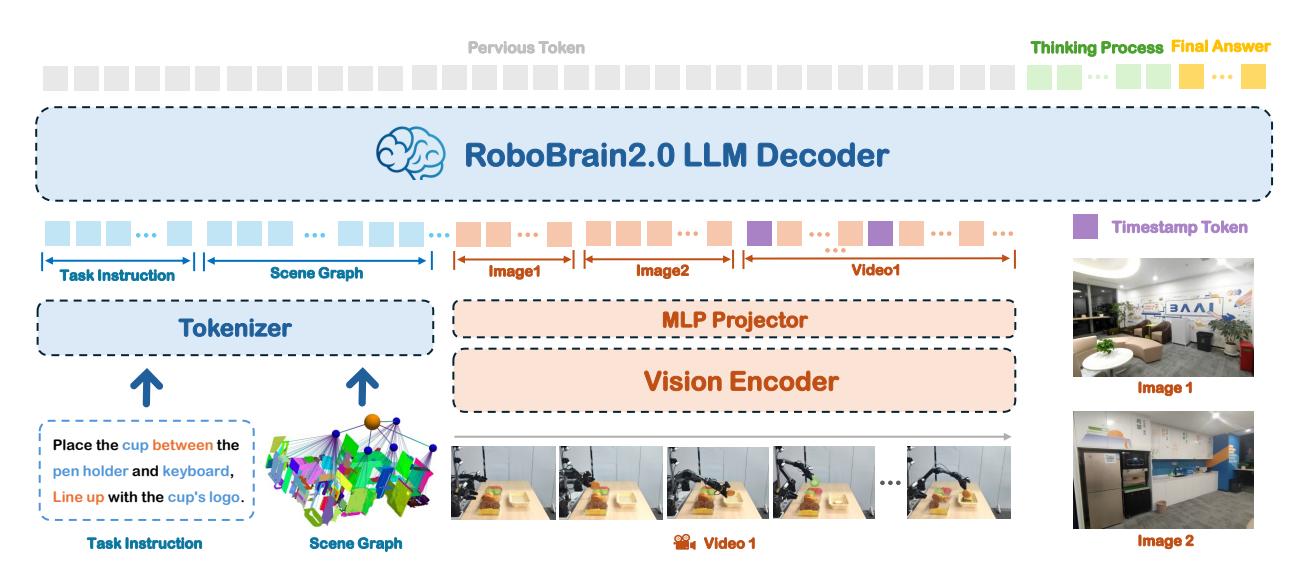 Pervious Token
Thinking Process
Final Answer
RoboBrain2.0 LLM Decoder
Timestamp Token
Task Instruction
Scene Graph
Image1
Image2
Video1
Tokenizer
MLP Projector
Vision Encoder
BAAI
Image 1
Place the cup between the
pen holder and keyboard,
Line up with the cup's logo.
Task Instruction
Scene Graph
Video 1
Image 2